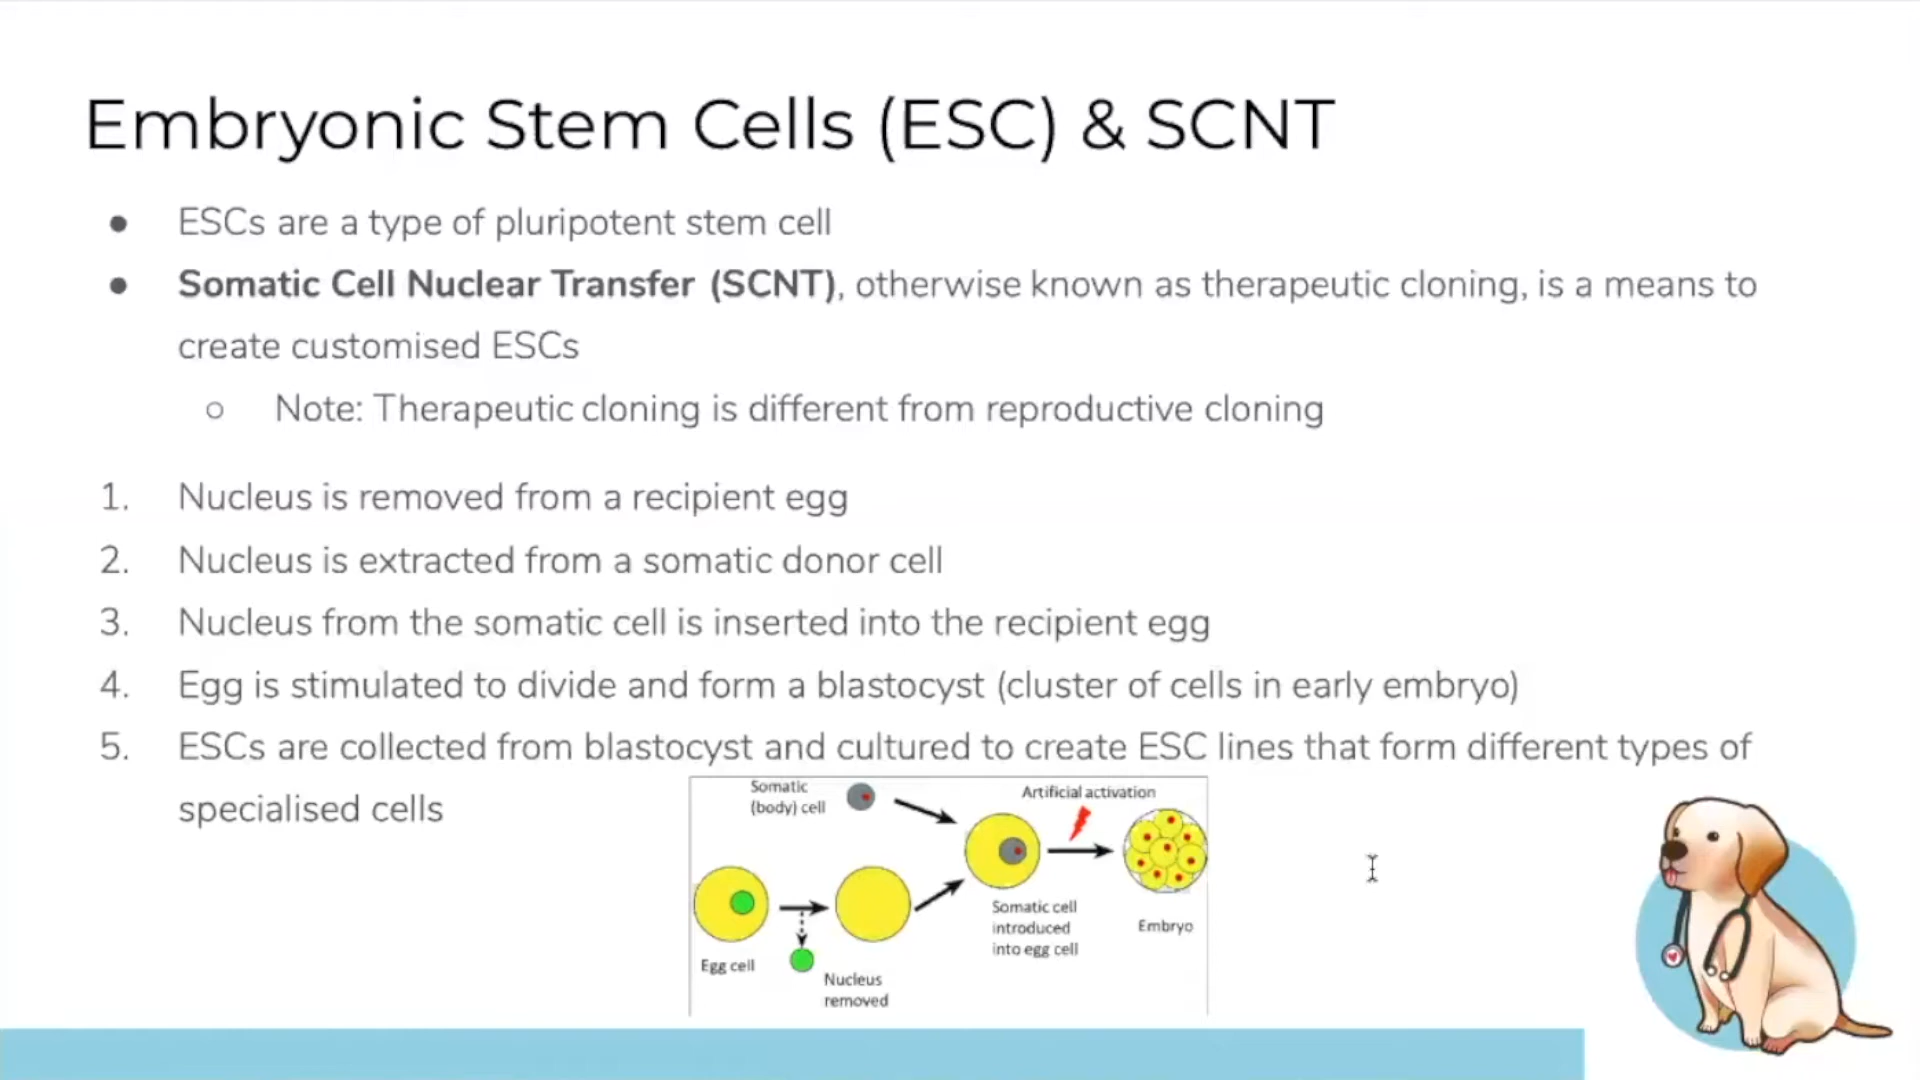 Embryonic Stem Cells (ESC) & SCNT
● ESCs are a type of pluripotent stem cell
● Somatic Cell Nuclear Transfer (SCNT), otherwise known as therapeutic cloning, is a means to
create customised ESCs
○ Note: Therapeutic cloning is different from reproductive cloning
1. Nucleus is removed from a recipient egg
2. Nucleus is extracted from a somatic donor cell
3. Nucleus from the somatic cell is inserted into the recipient egg
4. Egg is stimulated to divide and form a blastocyst (cluster of cells in early embryo)
5. ESCs are collected from blastocyst and cultured to create ESC lines that form different types of
specialised cells
Somatic
(body) cell
Artificial activation
Somatic cell
introduced
into egg cell
Embryo
Egg cell
Nucleus
removed